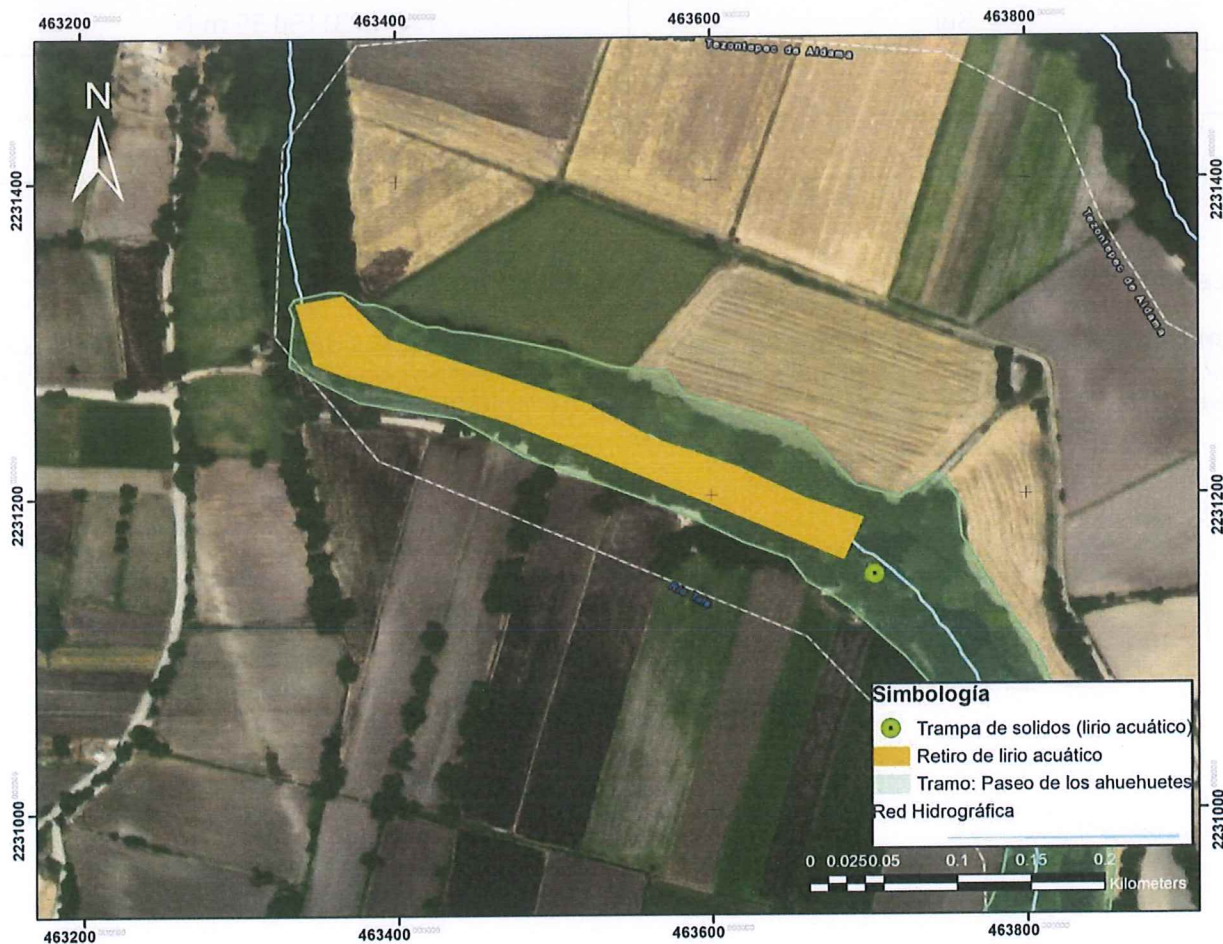 463200
463400
463600
463800
Tezontepec de Aldama
N
2231400
2231400
Tezontepec de Aldama
2231200
2231200
Río Tula
Simbología
Trampa de solidos (lirio acuático)
Retiro de lirio acuático
Tramo: Paseo de los ahuehuetes
Red Hidrográfica
2231000
2231000
0 0.025 0.05 0.1 0.15 0.2
Kilometers
463200
463400
463600
463800